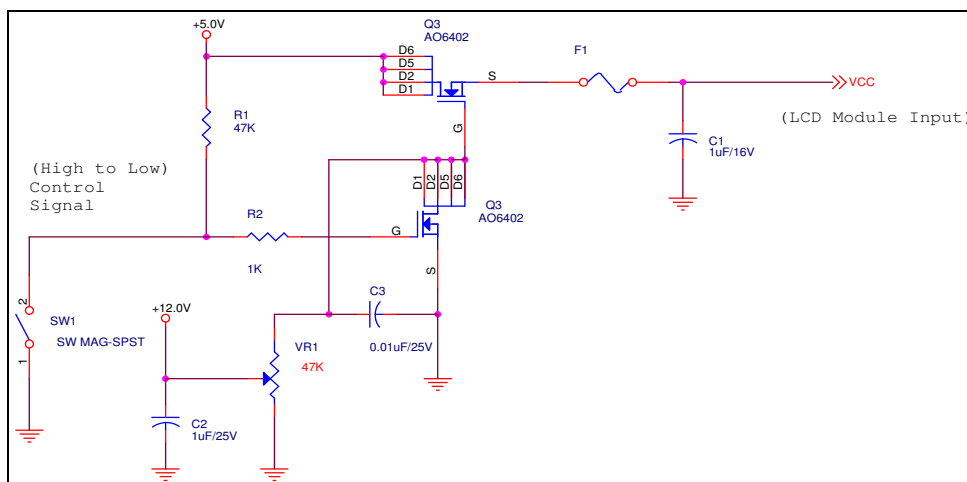 +5.0V
Q3
AO6402
D6
D5
D2
D1
S
G
F1
VCC
(LCD Module Input)
C1
1uF/16V
R1
47K
(High to Low)
Control
Signal
D1
D2
D5
D6
Q3
AO6402
R2
1K
G
S
2
1
SW1
SW MAG-SPST
+12.0V
C3
0.01uF/25V
VR1
47K
C2
1uF/25V